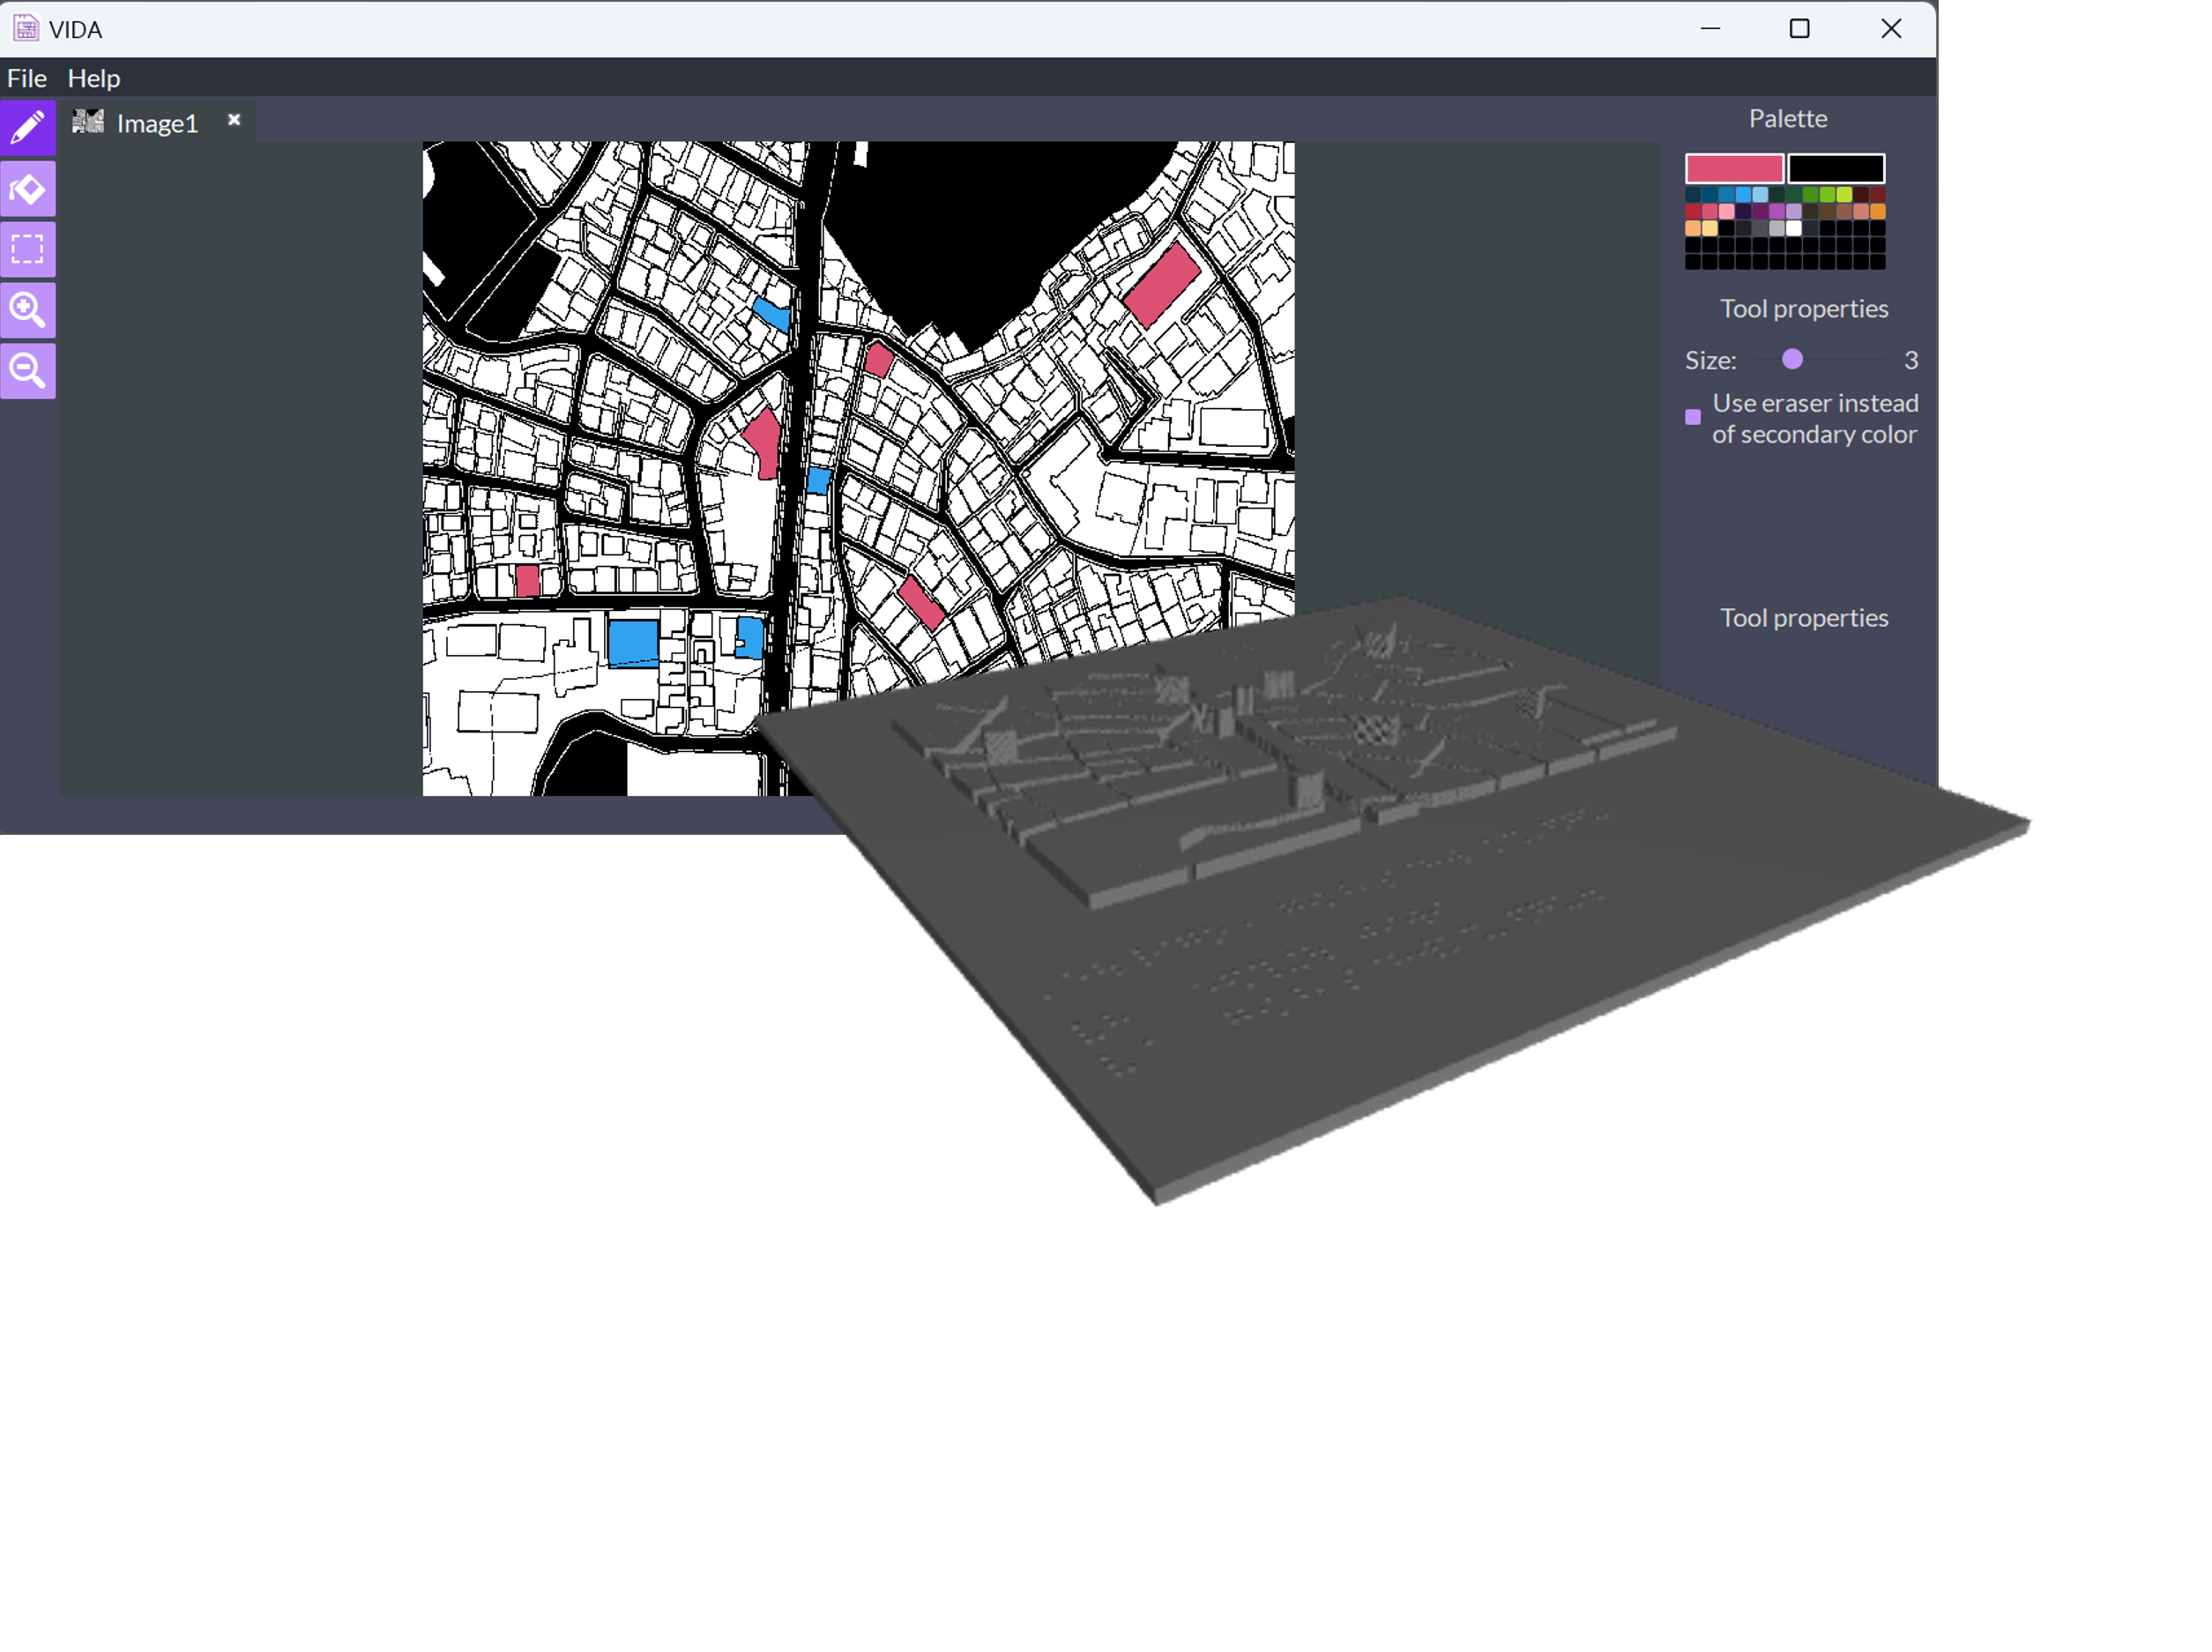 VIDA
File Help
Image1
Palette
Tool properties
Size: 3
Use eraser instead
of secondary color
Tool properties